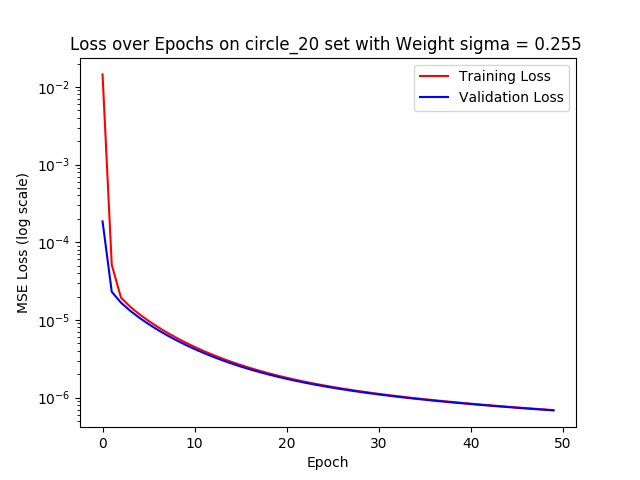 Loss over Epochs on circle_20 set with Weight sigma = 0.255
Training Loss
Validation Loss
MSE Loss (log scale)
10⁻²
10⁻³
10⁻⁴
10⁻⁵
10⁻⁶
0 10 20 30 40 50
Epoch